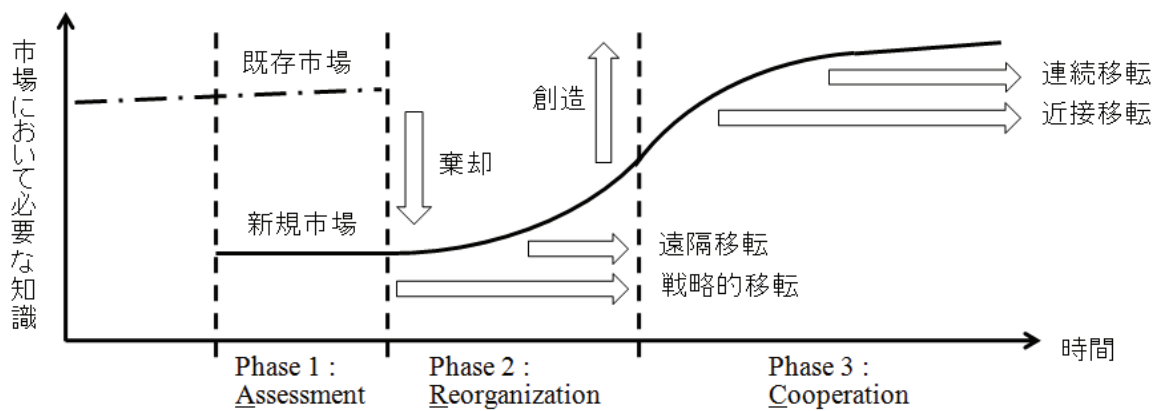 市場において必要な知識
既存市場
新規市場
棄却
創造
連続移転
近接移転
遠隔移転
戦略的移転
時間
Phase 1 :
Assessment
Phase 2 :
Reorganization
Phase 3 :
Cooperation